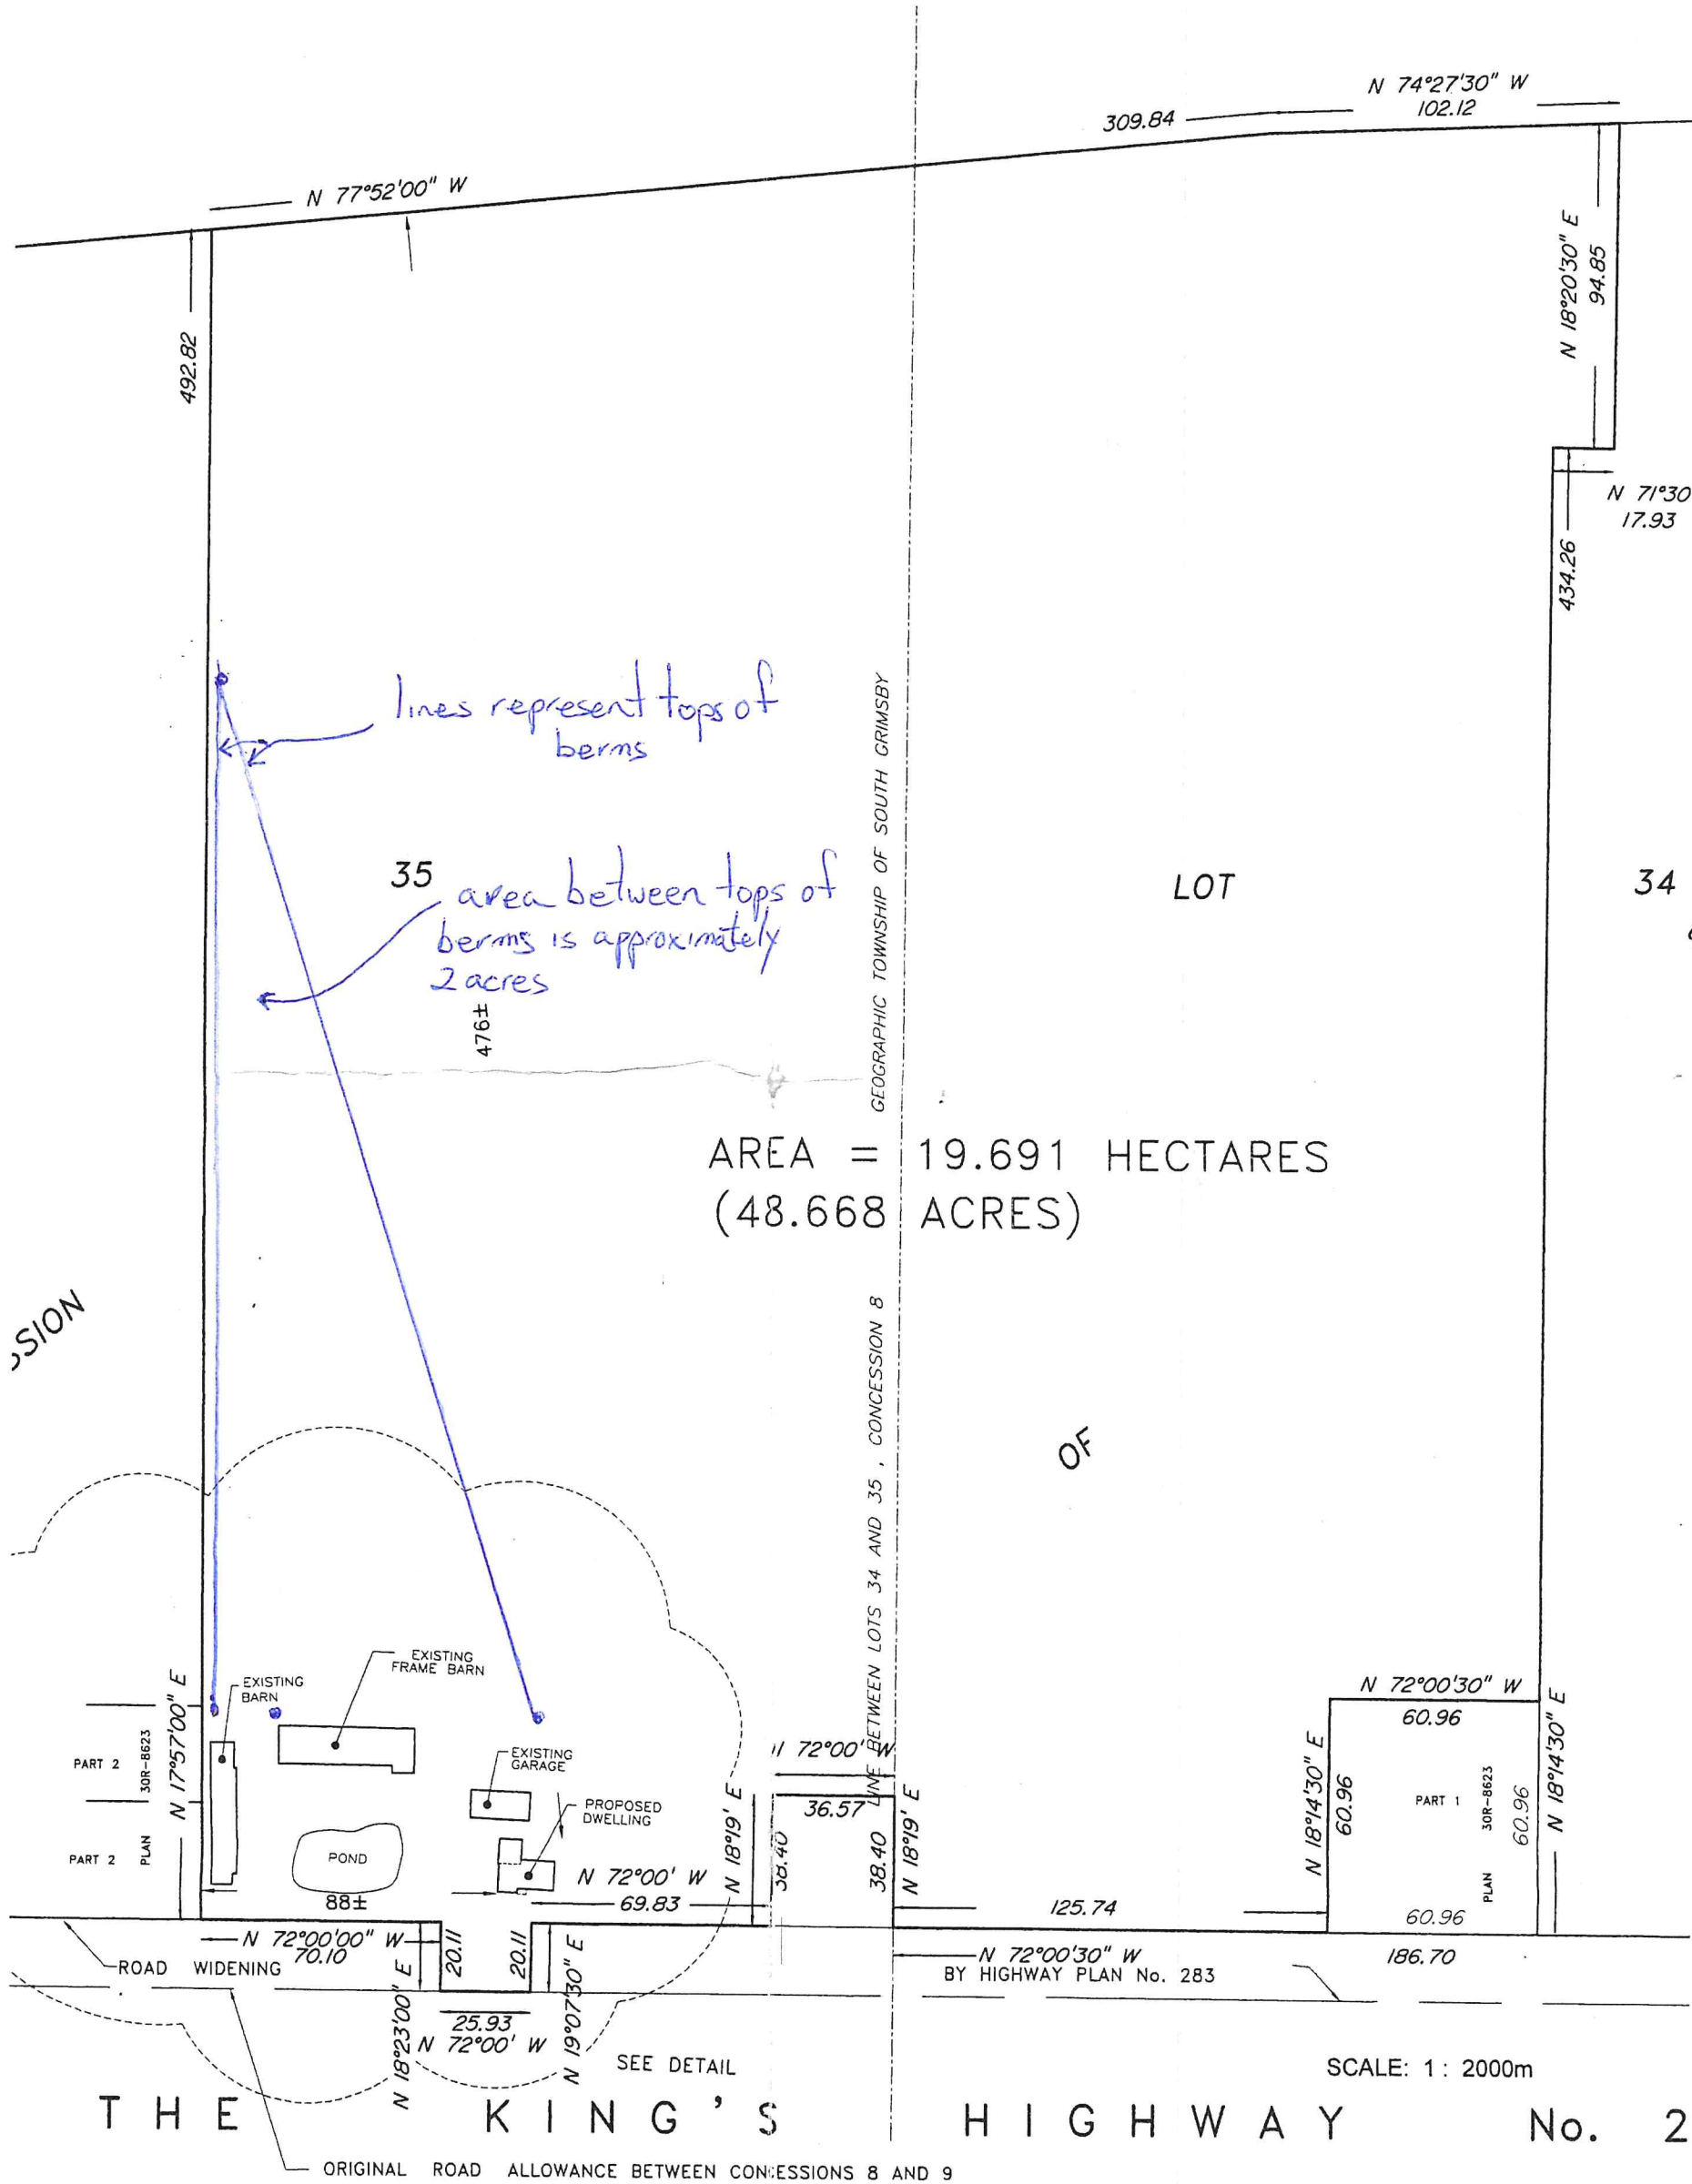 N 74°27'30" W
102.12
309.84
N 77°52'00" W
N 18°20'30" E
94.85
492.82
N 71°30
17.93
434.26
lines represent tops of
berms
GEOGRAPHIC TOWNSHIP OF SOUTH GRIMSBY
35
LOT
34
area between tops of
berms is approximately
2 acres
476±
AREA = 19.691 HECTARES
(48.668 ACRES)
SSION
LINE BETWEEN LOTS 34 AND 35 , CONCESSION 8
OF
EXISTING
FRAME BARN
EXISTING
BARN
N 17°57'00" E
PART 2
30R-8623
PART 2
PLAN
EXISTING
GARAGE
PROPOSED
DWELLING
POND
88±
N 72°00' W
69.83
N 18°19' E
N 72°00' W
36.57
38.40
38.40
N 18°19' E
N 72°00'30" W
60.96
N 18°14'30" E
60.96
PART 1
30R-8623
PLAN
60.96
N 18°14'30" E
60.96
125.74
N 72°00'00" W
70.10
ROAD WIDENING
N 18°23'00" E
20.11
20.11
N 19°07'30" E
25.93
N 72°00' W
N 72°00'30" W
186.70
BY HIGHWAY PLAN No. 283
SEE DETAIL
SCALE: 1 : 2000m
THE KING'S HIGHWAY No. 2
ORIGINAL ROAD ALLOWANCE BETWEEN CONCESSIONS 8 AND 9